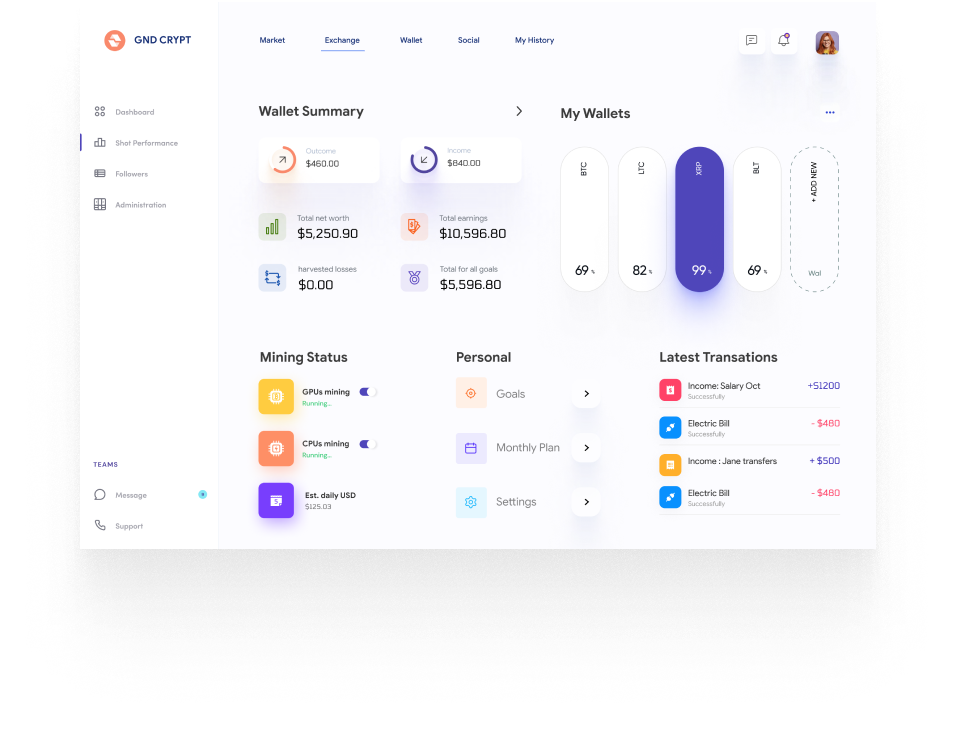 GND CRYPT
Market
Exchange
Wallet
Social
My History
Dashboard
Shot Performance
Followers
Administration
TEAMS
Message
Support
Wallet Summary
Outcome
$460.00
Income
$840.00
Total net worth
$5,250.90
Total earnings
$10,596.80
harvested losses
$0.00
Total for all goals
$5,596.80
My Wallets
BTC
69 %
LTC
82 %
XRP
99 %
BLT
69 %
+ ADD NEW
Wal
Mining Status
GPUs mining
Running...
CPUs mining
Running...
Est. daily USD
$125.03
Personal
Goals
Monthly Plan
Settings
Latest Transations
Income: Salary Oct
Successfully
+S1200
Electric Bill
Successfully
- $480
Income : Jane transfers
+ $500
Electric Bill
Successfully
- $480